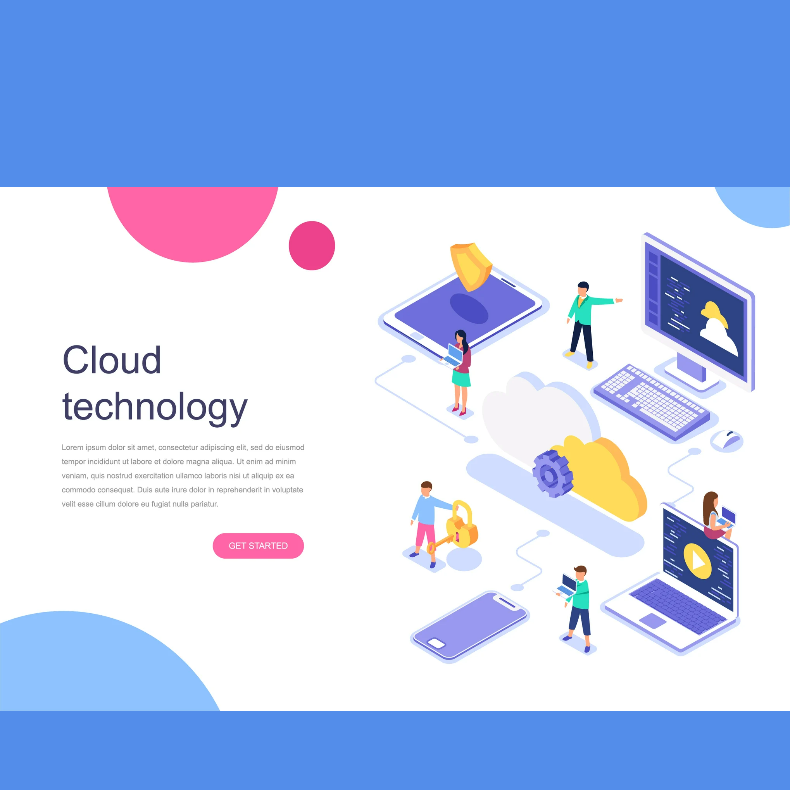 Cloud
technology
Lorem ipsum dolor sit amet, consectetur adipiscing elit, sed do eiusmod
tempor incididunt ut labore et dolore magna aliqua. Ut enim ad minim
veniam, quis nostrud exercitation ullamco laboris nisi ut aliquip ex ea
commodo consequat. Duis aute irure dolor in reprehenderit in voluptate
velit esse cillum dolore eu fugiat nulla pariatur.
GET STARTED